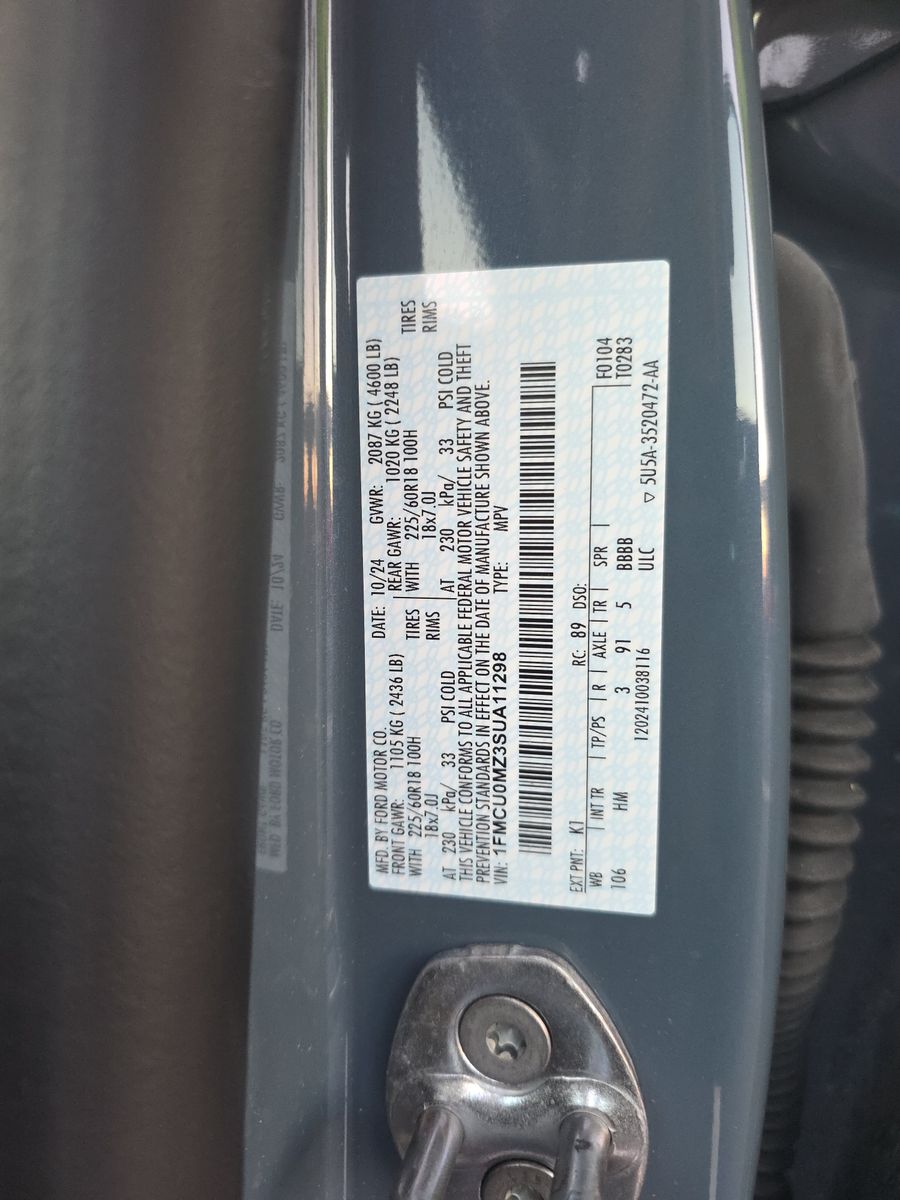 MFD. BY FORD MOTOR CO.
DATE: 10/24 GVWR: 2087 KG ( 4600 LB)
FRONT GAWR: 1105 KG ( 2436 LB) REAR GAWR: 1020 KG ( 2248 LB)
WITH 225/60R18 100H TIRES WITH 225/60R18 100H TIRES
18x7.0J RIMS 18x7.0J RIMS
AT 230 kPa/ 33 PSI COLD AT 230 kPa/ 33 PSI COLD
THIS VEHICLE CONFORMS TO ALL APPLICABLE FEDERAL MOTOR VEHICLE SAFETY AND THEFT
PREVENTION STANDARDS IN EFFECT ON THE DATE OF MANUFACTURE SHOWN ABOVE.
VIN: 1FMCU0MZ3SUA11298 TYPE: MPV
EXT PNT: K1 RC: 89 DSO: F0104
WB INT TR TP/PS R AXLE TR SPR T0283
106 HM 3 91 5 BBBB
1202410038116 ULC ▽ 5U5A-3520472-AA